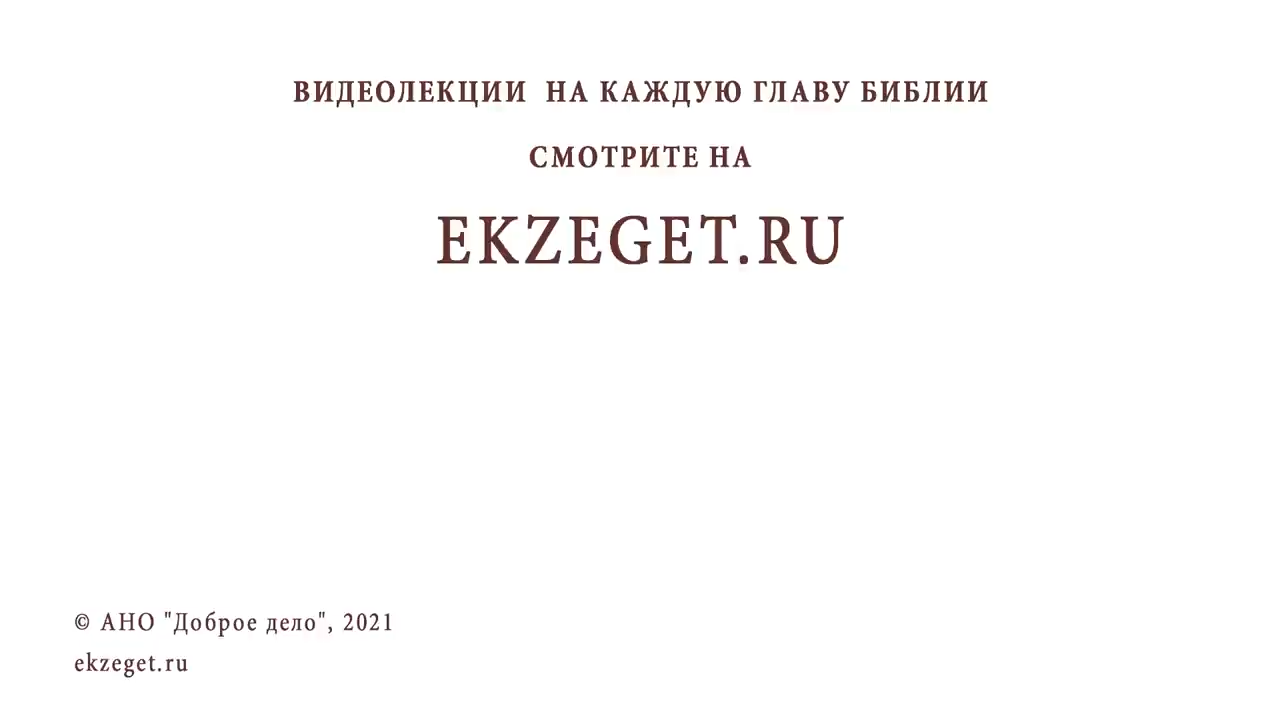 ВИДЕОЛЕКЦИИ НА КАЖДУЮ ГЛАВУ БИБЛИИ
СМОТРИТЕ НА
EKZEGET.RU
© АНО "Доброе дело", 2021
ekzeget.ru